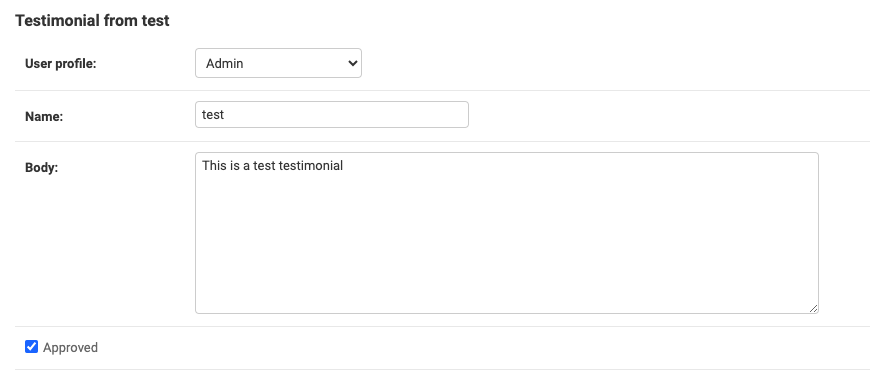 Testimonial from test
User profile: Admin
Name: test
Body: This is a test testimonial
Approved